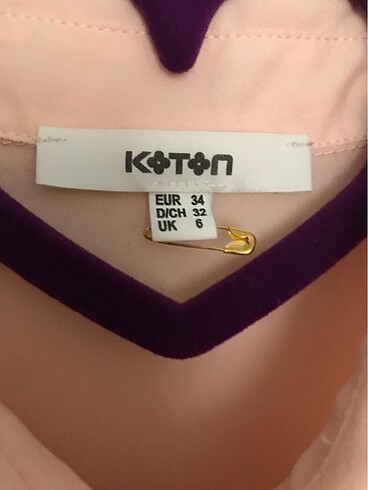 KOTON
EUR 34
D/CH 32
UK 6